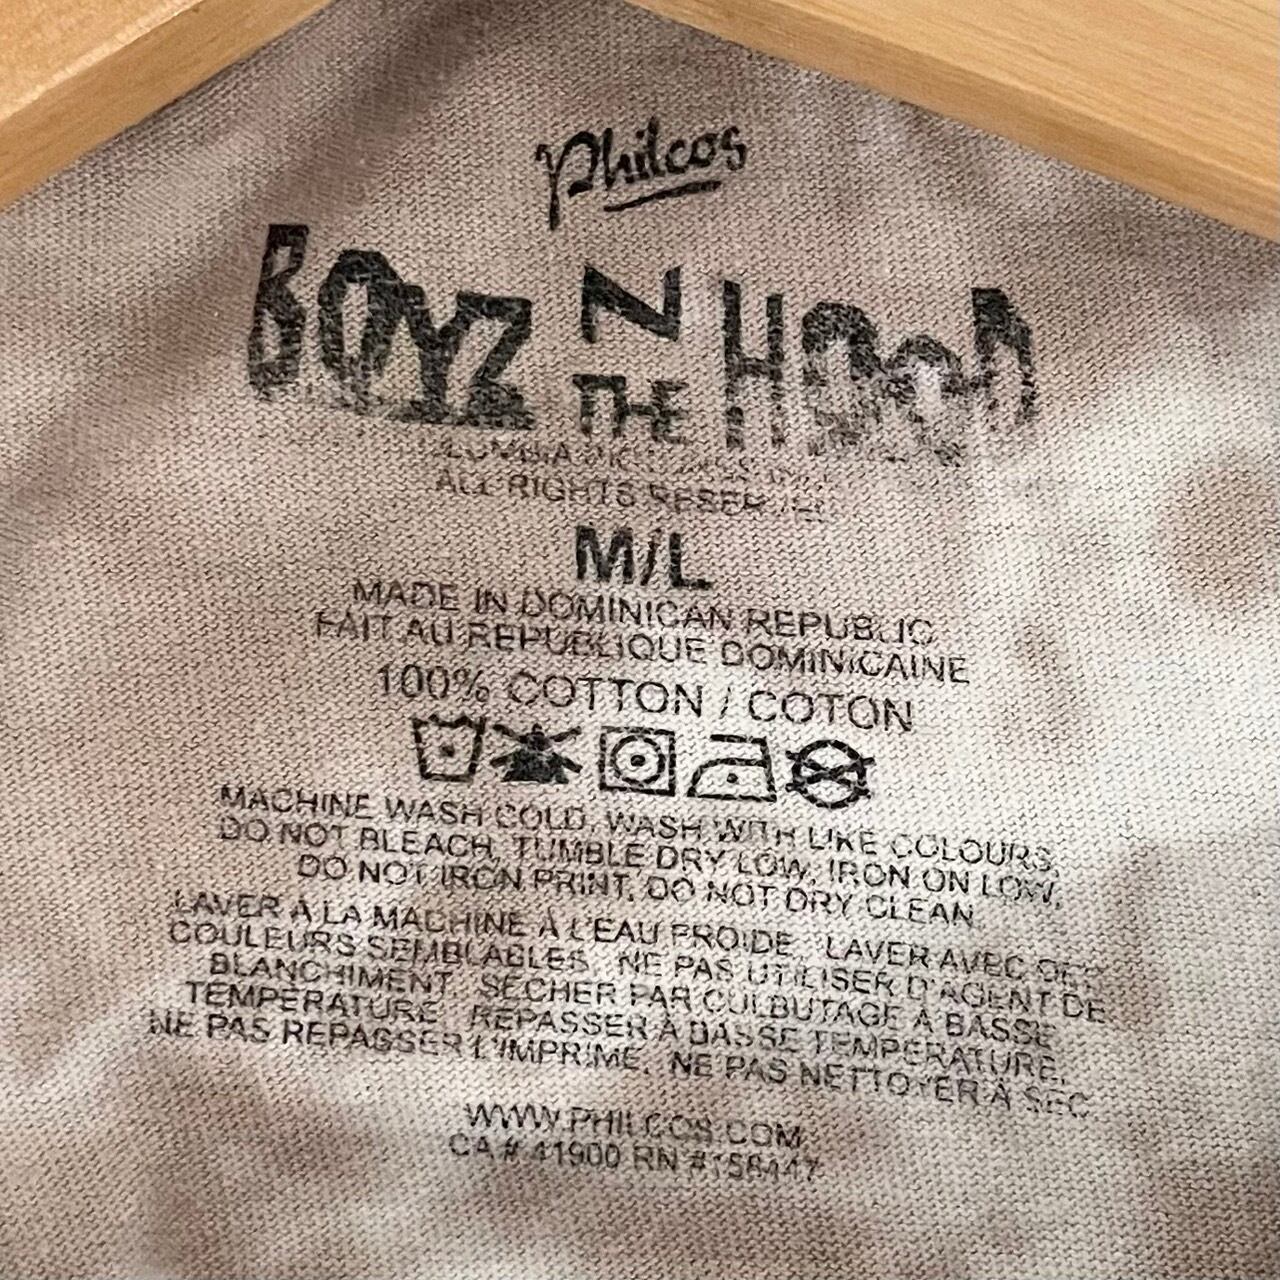 Philcos
BOYZ N THE HOOD
ALL RIGHTS RESERVED
M/L
MADE IN DOMINICAN REPUBLIC
FAIT AU REPUBLIQUE DOMINICAINE
100% COTTON / COTON
MACHINE WASH COLD, WASH WITH LIKE COLOURS,
DO NOT BLEACH, TUMBLE DRY LOW, IRON ON LOW,
DO NOT IRON PRINT, DO NOT DRY CLEAN
LAVER À LA MACHINE À L'EAU FROIDE, LAVER AVEC DES
COULEURS SEMBLABLES, NE PAS UTILISER D'AGENT DE
BLANCHIMENT, SÉCHER PAR CULBUTAGE À BASSE
TEMPÉRATURE, REPASSER À BASSE TEMPÉRATURE,
NE PAS REPASSER L'IMPRIMÉ, NE PAS NETTOYER À SEC
WWW.PHILCOS.COM
CA # 41900 RN #158447